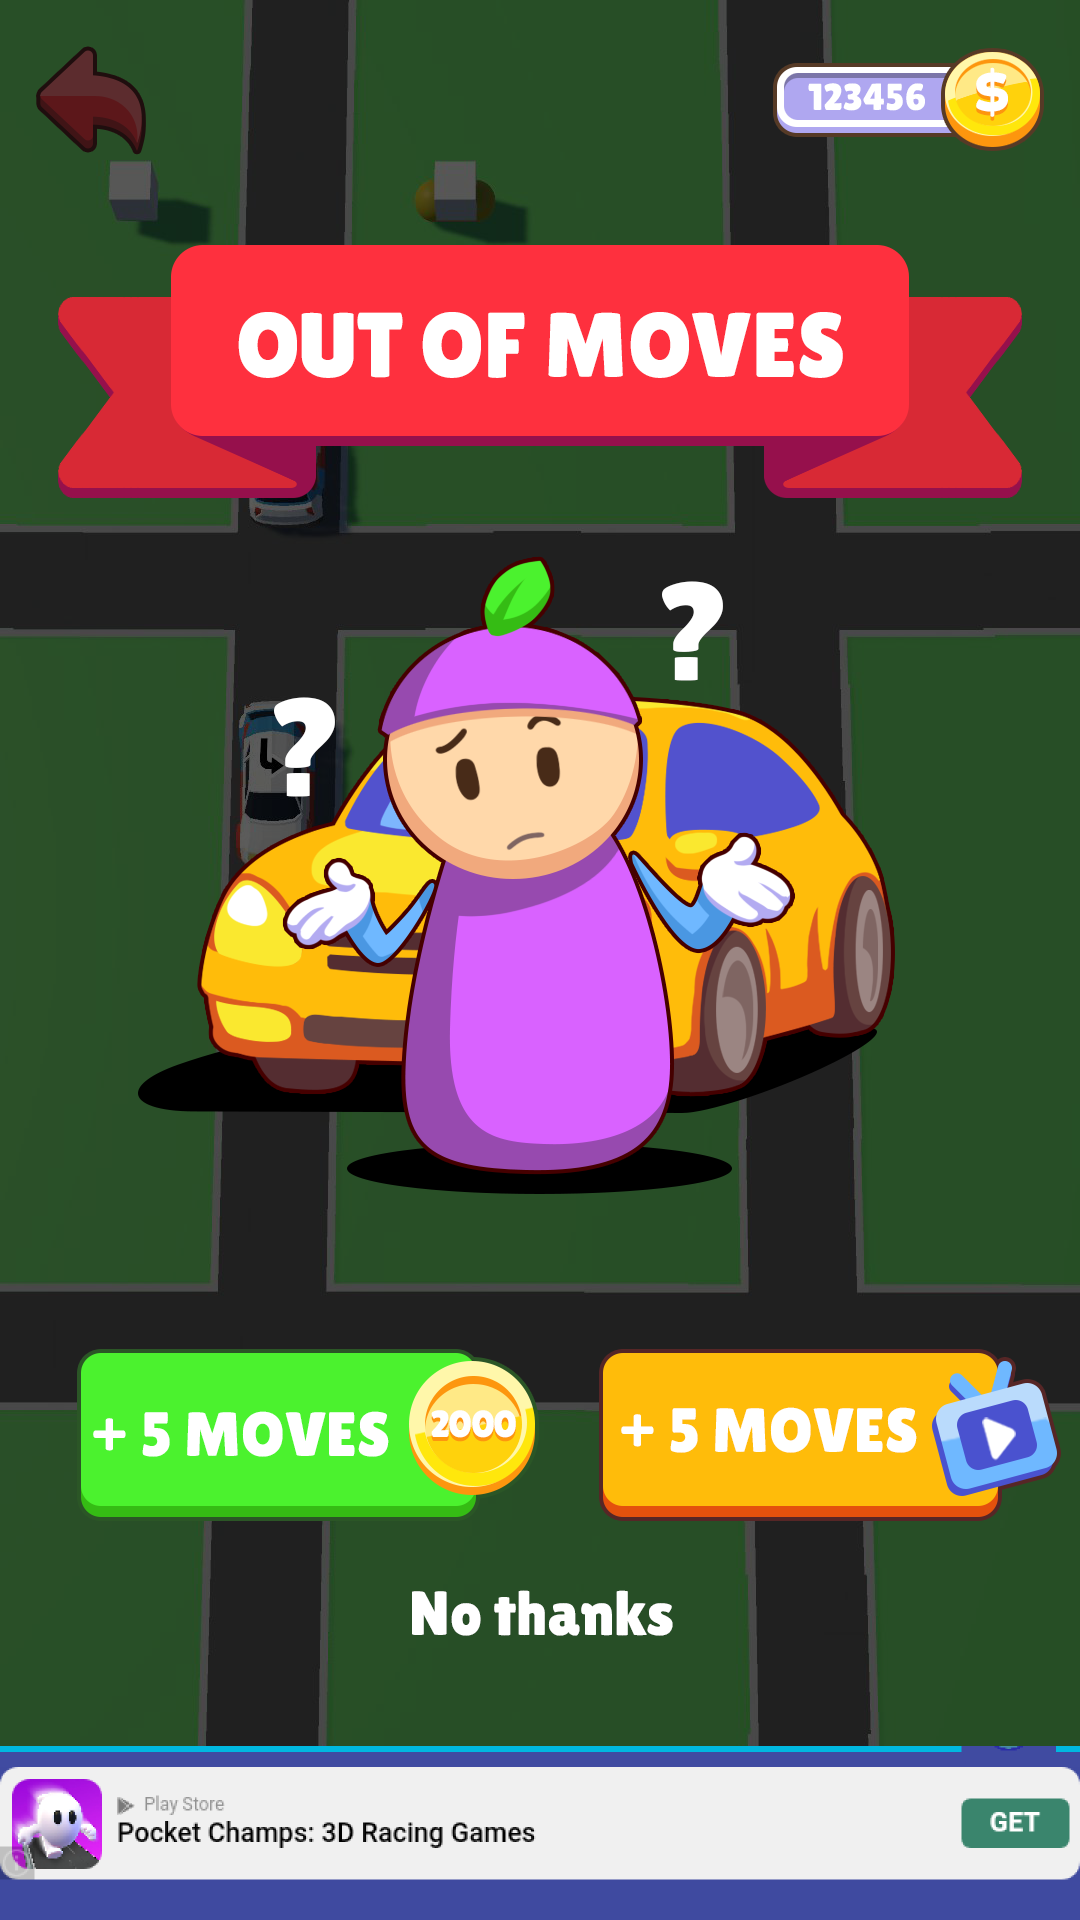 123456
$
OUT OF MOVES
?
?
+ 5 MOVES
2000
+ 5 MOVES
No thanks
Play Store
Pocket Champs: 3D Racing Games
GET